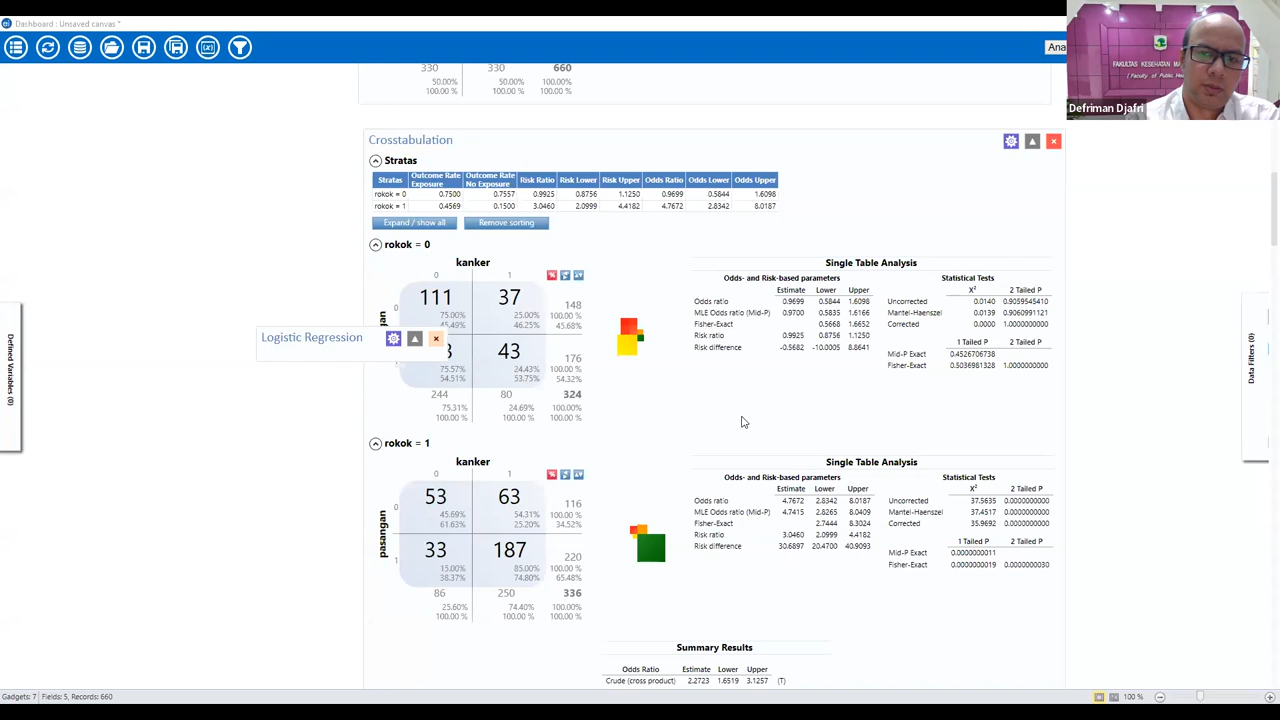 Dashboard : Unsaved canvas *
Ana
FAKULTAS KESEHATAN MA
Defriman Djafri
330 330 660
50.00% 50.00% 100.00%
100.00 % 100.00 % 100.00 %
Crosstabulation
Stratas
Stratas Outcome Rate Exposure Outcome Rate No Exposure Risk Ratio Risk Lower Risk Upper Odds Ratio Odds Lower Odds Upper
rokok = 0 0.7500 0.7557 0.9925 0.8756 1.1250 0.9699 0.5844 1.6098
rokok = 1 0.4569 0.1500 3.0460 2.0999 4.4182 4.7672 2.8342 8.0187
Expand / show all Remove sorting
rokok = 0
kanker
0 1
0 111 37 148
75.00% 25.00% 100.00 %
45.49% 46.25% 45.68%
43 176
75.57% 24.43% 100.00 %
54.51% 53.75% 54.32%
244 80 324
75.31% 24.69% 100.00%
100.00 % 100.00 % 100.00 %
Single Table Analysis
Odds- and Risk-based parameters
Estimate Lower Upper
Odds ratio 0.9699 0.5844 1.6098
MLE Odds ratio (Mid-P) 0.9700 0.5835 1.6166
Fisher-Exact 0.5668 1.6652
Risk ratio 0.9925 0.8756 1.1250
Risk difference -0.5682 -10.0005 8.8641
Statistical Tests
X² 2 Tailed P
Uncorrected 0.0140 0.9059545410
Mantel-Haenszel 0.0139 0.9060991121
Corrected 0.0000 1.0000000000
1 Tailed P 2 Tailed P
Mid-P Exact 0.4526706738
Fisher-Exact 0.5036981328 1.0000000000
Logistic Regression
rokok = 1
kanker
0 1
pasangan
0 53 63 116
45.69% 54.31% 100.00 %
61.63% 25.20% 34.52%
1 33 187 220
15.00% 85.00% 100.00 %
38.37% 74.80% 65.48%
86 250 336
25.60% 74.40% 100.00%
100.00 % 100.00 % 100.00 %
Single Table Analysis
Odds- and Risk-based parameters
Estimate Lower Upper
Odds ratio 4.7672 2.8342 8.0187
MLE Odds ratio (Mid-P) 4.7415 2.8265 8.0409
Fisher-Exact 2.7444 8.3024
Risk ratio 3.0460 2.0999 4.4182
Risk difference 30.6897 20.4700 40.9093
Statistical Tests
X² 2 Tailed P
Uncorrected 37.5635 0.0000000000
Mantel-Haenszel 37.4517 0.0000000000
Corrected 35.9692 0.0000000000
1 Tailed P 2 Tailed P
Mid-P Exact 0.0000000011
Fisher-Exact 0.0000000019 0.0000000030
Summary Results
Odds Ratio Estimate Lower Upper
Crude (cross product) 2.2723 1.6519 3.1257 (T)
Defined Variables (0)
Data Filters (0)
Gadgets: 7 Fields: 5, Records: 660
100 %